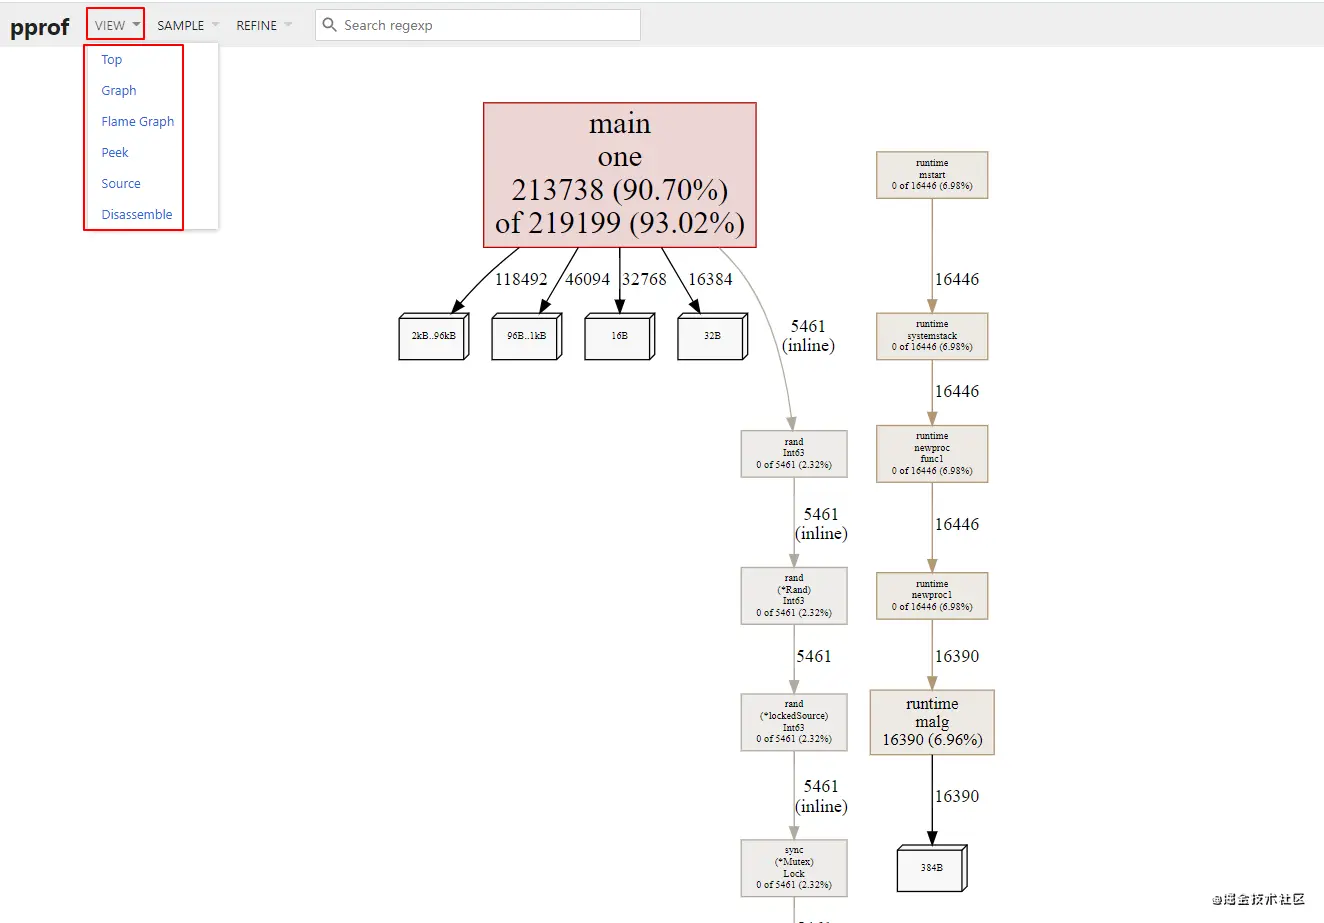 pprof
VIEW
SAMPLE
REFINE
Search regexp
Top
Graph
Flame Graph
Peek
Source
Disassemble
main
one
213738 (90.70%)
of 219199 (93.02%)
118492
46094
32768
16384
5461
(inline)
2kB..96kB
96B..1kB
16B
32B
rand
Int63
0 of 5461 (2.32%)
5461
(inline)
rand
(*Rand)
Int63
0 of 5461 (2.32%)
5461
rand
(*lockedSource)
Int63
0 of 5461 (2.32%)
5461
(inline)
sync
(*Mutex)
Lock
0 of 5461 (2.32%)
runtime
mstart
0 of 16446 (6.98%)
16446
runtime
systemstack
0 of 16446 (6.98%)
16446
runtime
newproc
func1
0 of 16446 (6.98%)
16446
runtime
newproc1
0 of 16446 (6.98%)
16390
runtime
malg
16390 (6.96%)
16390
384B
@掘金技术社区